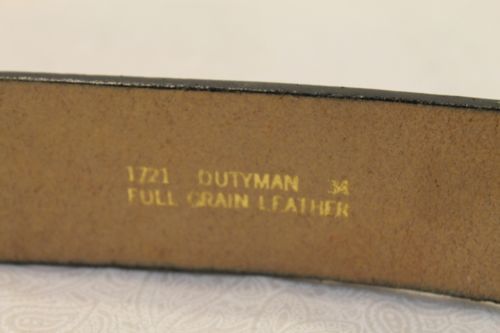 1721 DUTYMAN 34
FULL GRAIN LEATHER